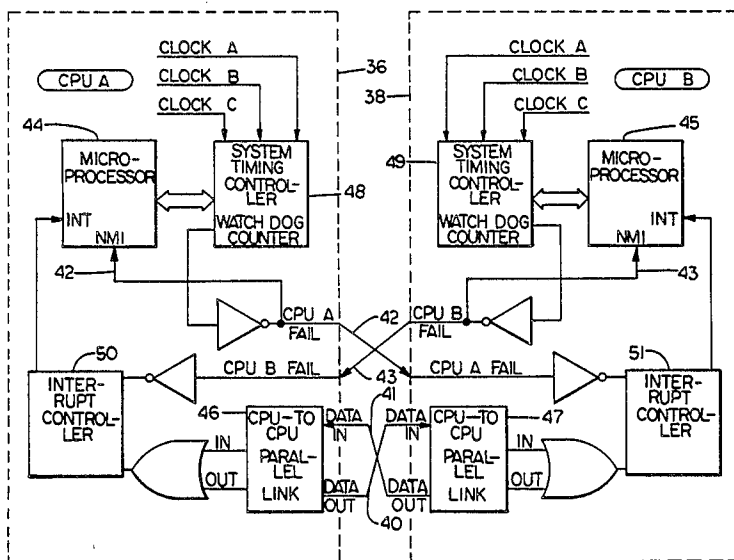 CLOCK A
CLOCK B
CLOCK C
CPU A
36
44
MICRO-
PROCESSOR
INT
NMI
SYSTEM
TIMING
CONTROL-
LER
WATCH DOG
COUNTER
48
42
CPU A
FAIL
42
50
CPU B FAIL
43
INTER-
RUPT
CONTROL-
LER
46
CPU-TO
CPU
PARAL-
LEL
LINK
IN
OUT
DATA
IN
DATA
OUT
41
40
CLOCK A
CLOCK B
CLOCK C
CPU B
38
49
SYSTEM
TIMING
CONTROL-
LER
WATCH DOG
COUNTER
45
MICRO-
PROCESSOR
INT
NMI
43
CPU B
FAIL
CPU A FAIL
51
INTER-
RUPT
CONTROL-
LER
DATA
IN
DATA
OUT
47
CPU-TO
CPU
PARAL-
LEL
LINK
IN
OUT